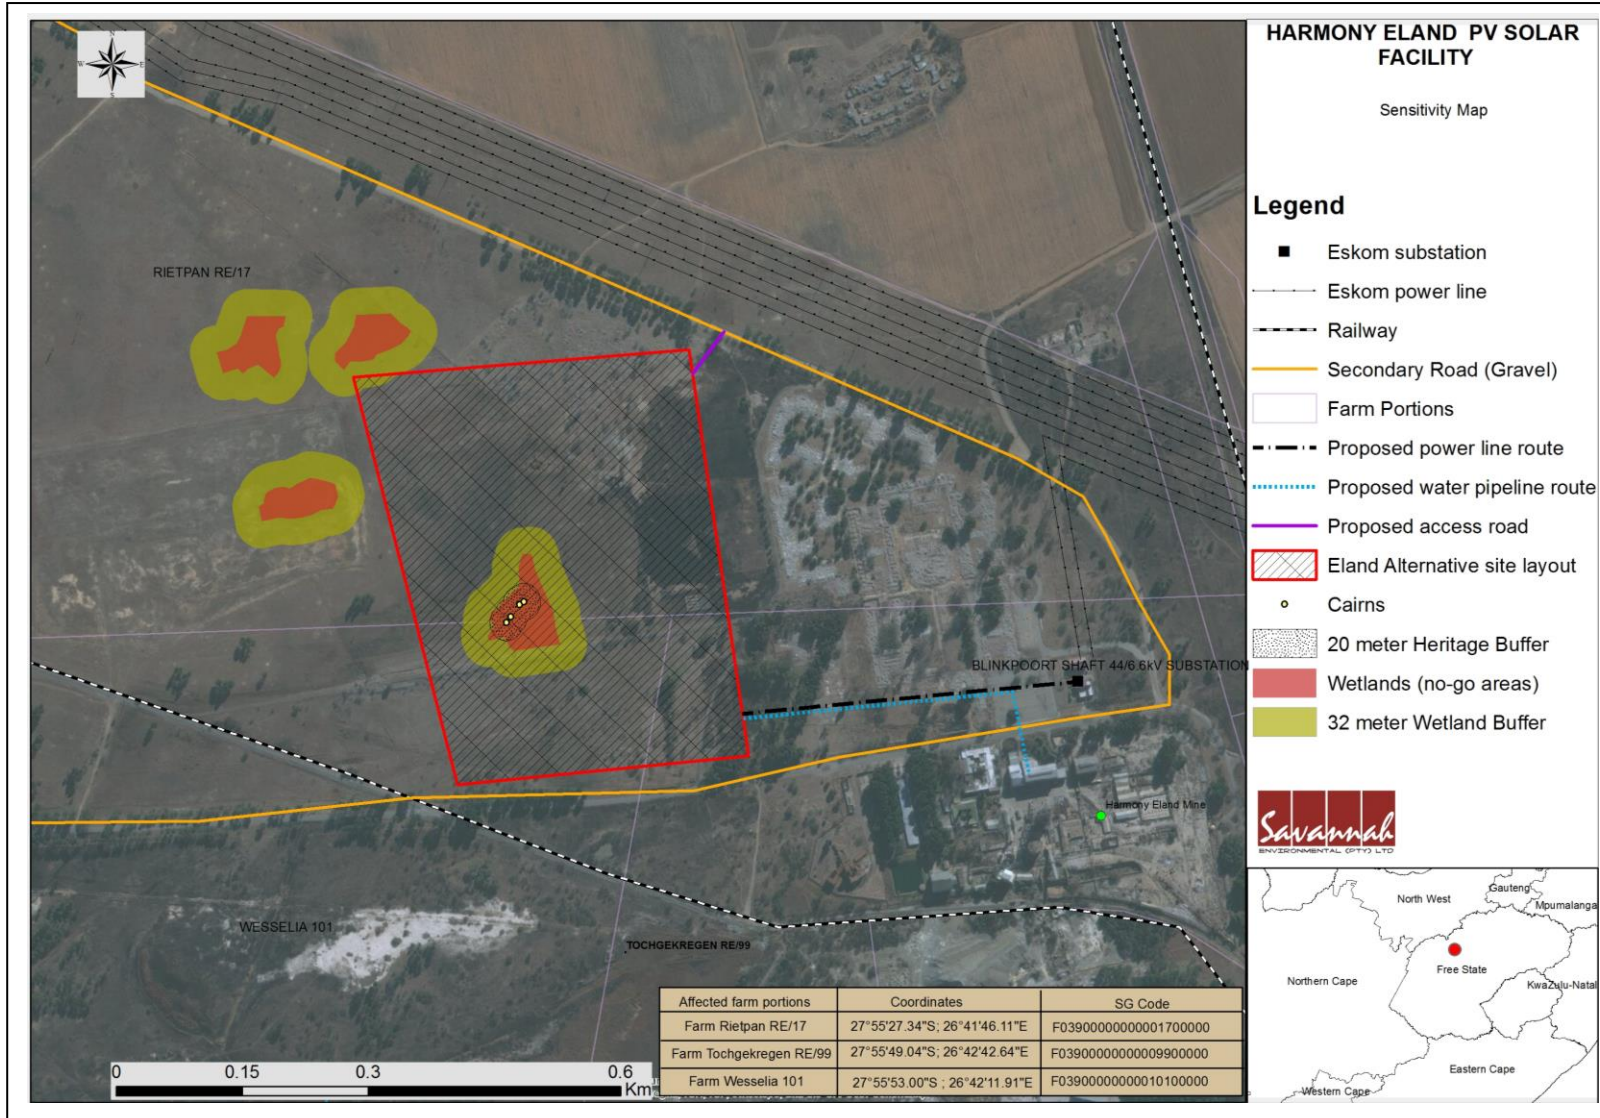 HARMONY ELAND PV SOLAR
FACILITY
Sensitivity Map
Legend
Eskom substation
Eskom power line
Railway
Secondary Road (Gravel)
Farm Portions
Proposed power line route
Proposed water pipeline route
Proposed access road
Eland Alternative site layout
Cairns
20 meter Heritage Buffer
Wetlands (no-go areas)
32 meter Wetland Buffer
Savannah
ENVIRONMENTAL (PTY) LTD
N
W
E
S
RIETPAN RE/17
BLINKPOORT SHAFT 44/6.6kV SUBSTATION
Harmony Eland Mine
WESSELIA 101
TOCHGEKREGEN RE/99
Affected farm portions Coordinates SG Code
Farm Rietpan RE/17 27°55'27.34"S; 26°41'46.11"E F03900000000001700000
Farm Tochgekregen RE/99 27°55'49.04"S; 26°42'42.64"E F03900000000009900000
Farm Wesselia 101 27°55'53.00"S ; 26°42'11.91"E F03900000000010100000
0 0.15 0.3 0.6
Km
North West
Gauteng
Mpumalanga
Free State
Northern Cape
KwaZulu-Natal
Eastern Cape
Western Cape